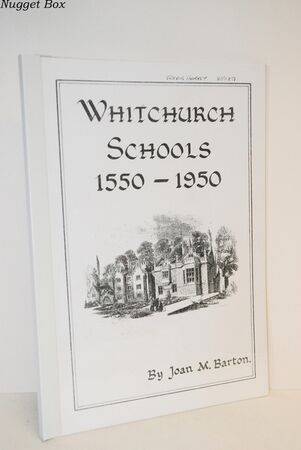 Nugget Box
WHITCHURCH
SCHOOLS
1550 – 1950
By Joan M. Barton.